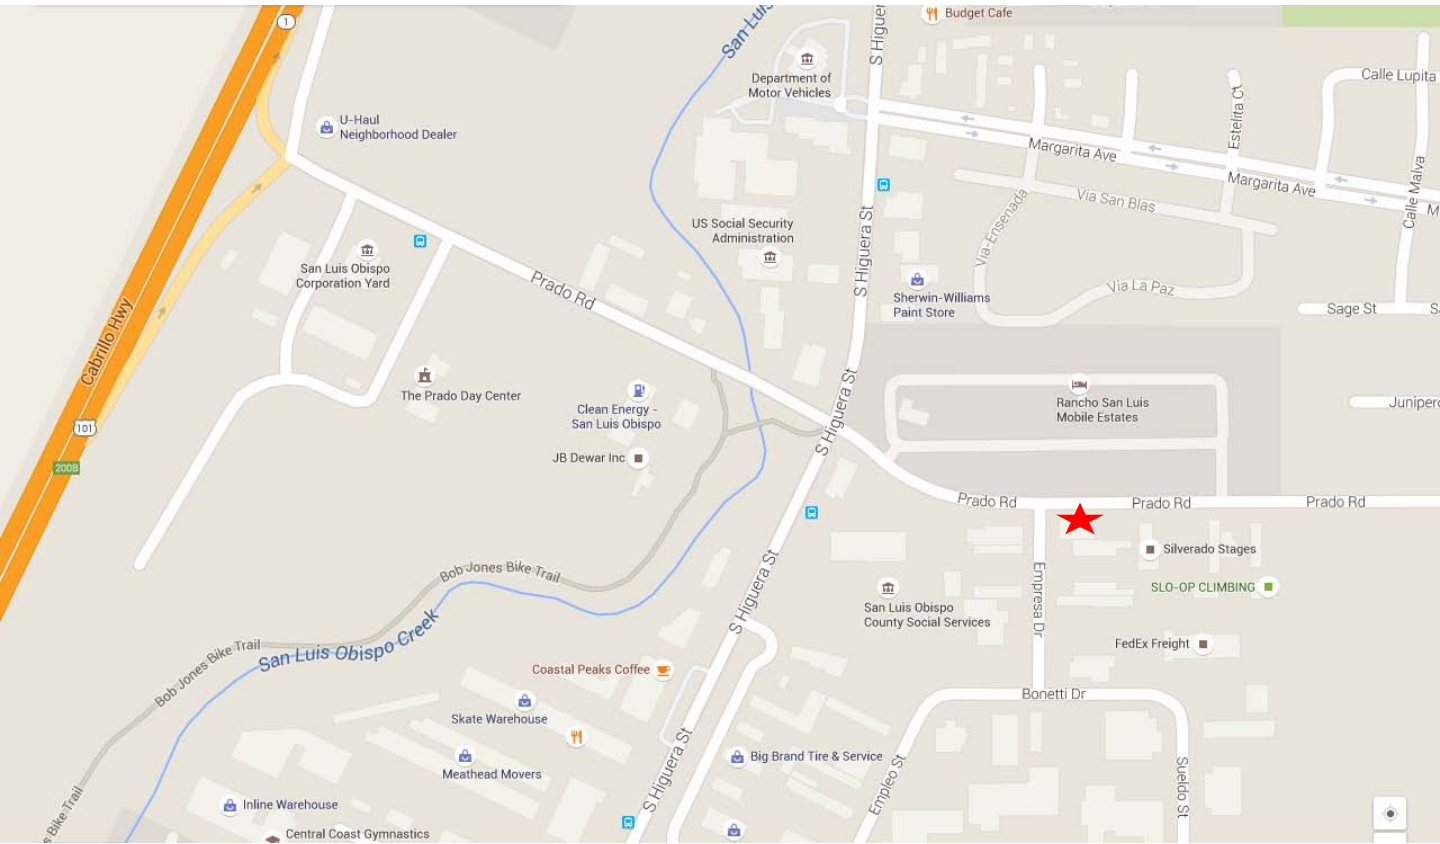 1
San Luis
S Higuer
Budget Cafe
Department of
Motor Vehicles
Calle Lupita
U-Haul
Neighborhood Dealer
Estelita Ct
Margarita Ave
Margarita Ave
M
Calle Malva
Via San Blas
US Social Security
Administration
S Higuera St
Via-Ensenada
San Luis Obispo
Corporation Yard
Prado Rd
Sherwin-Williams
Paint Store
Via La Paz
Sage St
S
Cabrillo Hwy
The Prado Day Center
Clean Energy -
San Luis Obispo
S Higuera St
Rancho San Luis
Mobile Estates
Juniper
101
JB Dewar Inc
200B
Prado Rd
Prado Rd
Prado Rd
Silverado Stages
Bob Jones Bike Trail
S Higuera St
SLO-OP CLIMBING
San Luis Obispo
County Social Services
Empresa Dr
San Luis Obispo Creek
FedEx Freight
Bob Jones Bike Trail
Coastal Peaks Coffee
Bonetti Dr
Skate Warehouse
Meathead Movers
S Higuera St
Big Brand Tire & Service
Empleo St
Sueldo St
Inline Warehouse
s Bike Trail
Central Coast Gymnastics